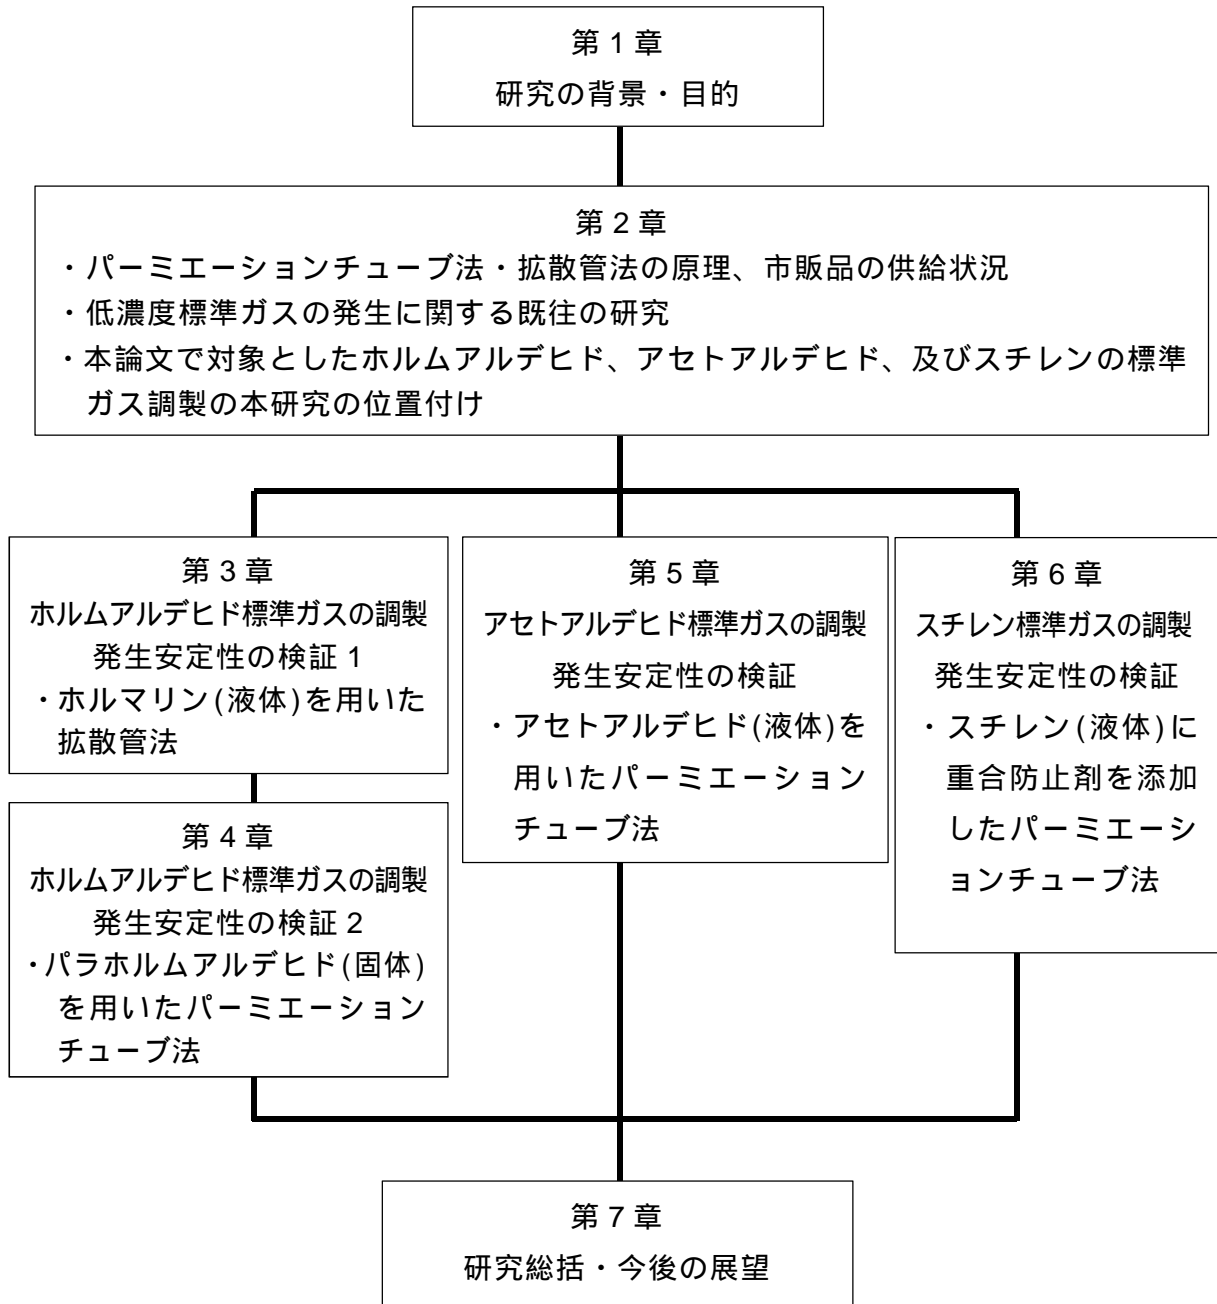 第 1 章
研究の背景・目的
第 2 章
・パーミエーションチューブ法・拡散管法の原理、市販品の供給状況
・低濃度標準ガスの発生に関する既往の研究
・本論文で対象としたホルムアルデヒド、アセトアルデヒド、及びスチレンの標準
ガス調製の本研究の位置付け
第 3 章
ホルムアルデヒド標準ガスの調製
発生安定性の検証 1
・ホルマリン(液体)を用いた
拡散管法
第 4 章
ホルムアルデヒド標準ガスの調製
発生安定性の検証 2
・パラホルムアルデヒド(固体)
を用いたパーミエーション
チューブ法
第 5 章
アセトアルデヒド標準ガスの調製
発生安定性の検証
・アセトアルデヒド(液体)を
用いたパーミエーション
チューブ法
第 6 章
スチレン標準ガスの調製
発生安定性の検証
・スチレン(液体)に
重合防止剤を添加
したパーミエーシ
ョンチューブ法
第 7 章
研究総括・今後の展望